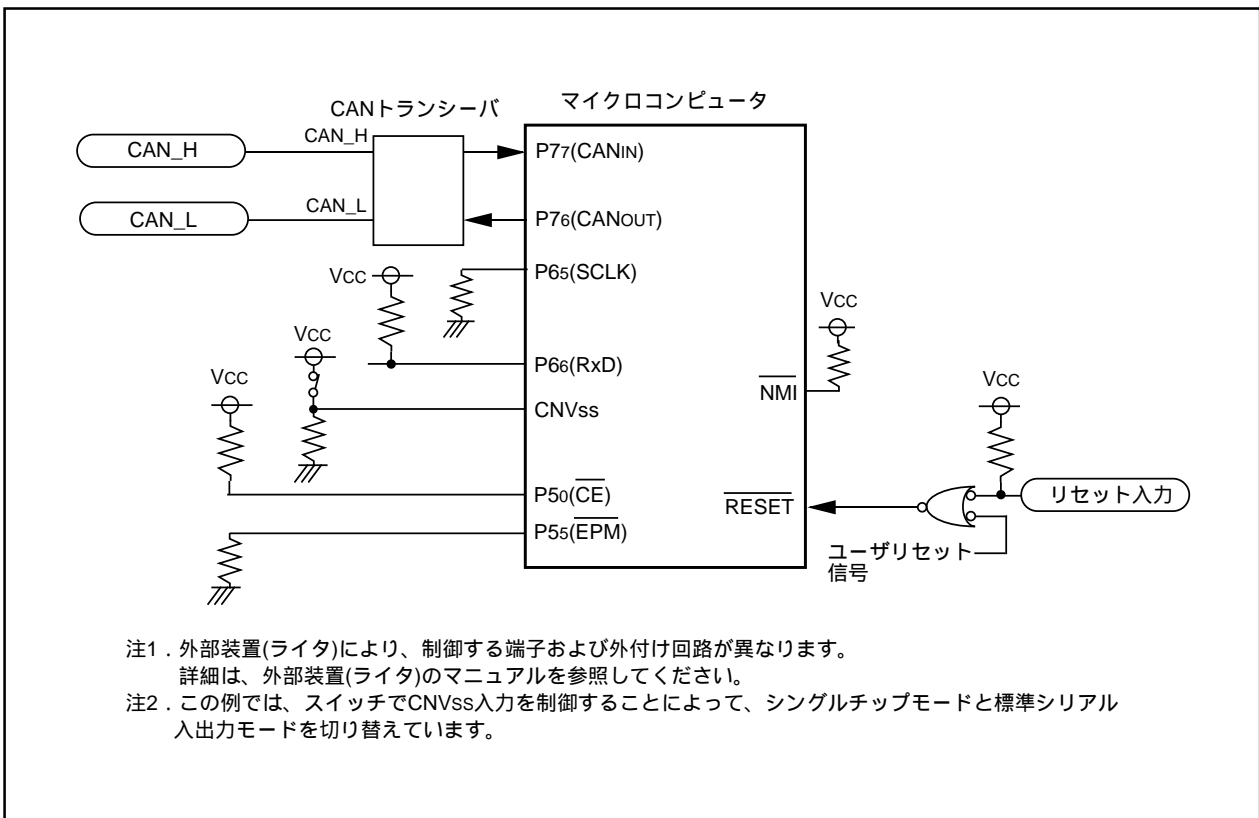 CANトランシーバ
マイクロコンピュータ
CAN_H
CAN_H
P77(CANIN)
CAN_L
CAN_L
P76(CANOUT)
VCC
P65(SCLK)
VCC
VCC
P66(RxD)
NMI
VCC
VCC
CNVss
P50(CE)
RESET
リセット入力
P55(EPM)
ユーザリセット
信号
注1．外部装置(ライタ)により、制御する端子および外付け回路が異なります。
詳細は、外部装置(ライタ)のマニュアルを参照してください。
注2．この例では、スイッチでCNVss入力を制御することによって、シングルチップモードと標準シリアル
入出力モードを切り替えています。